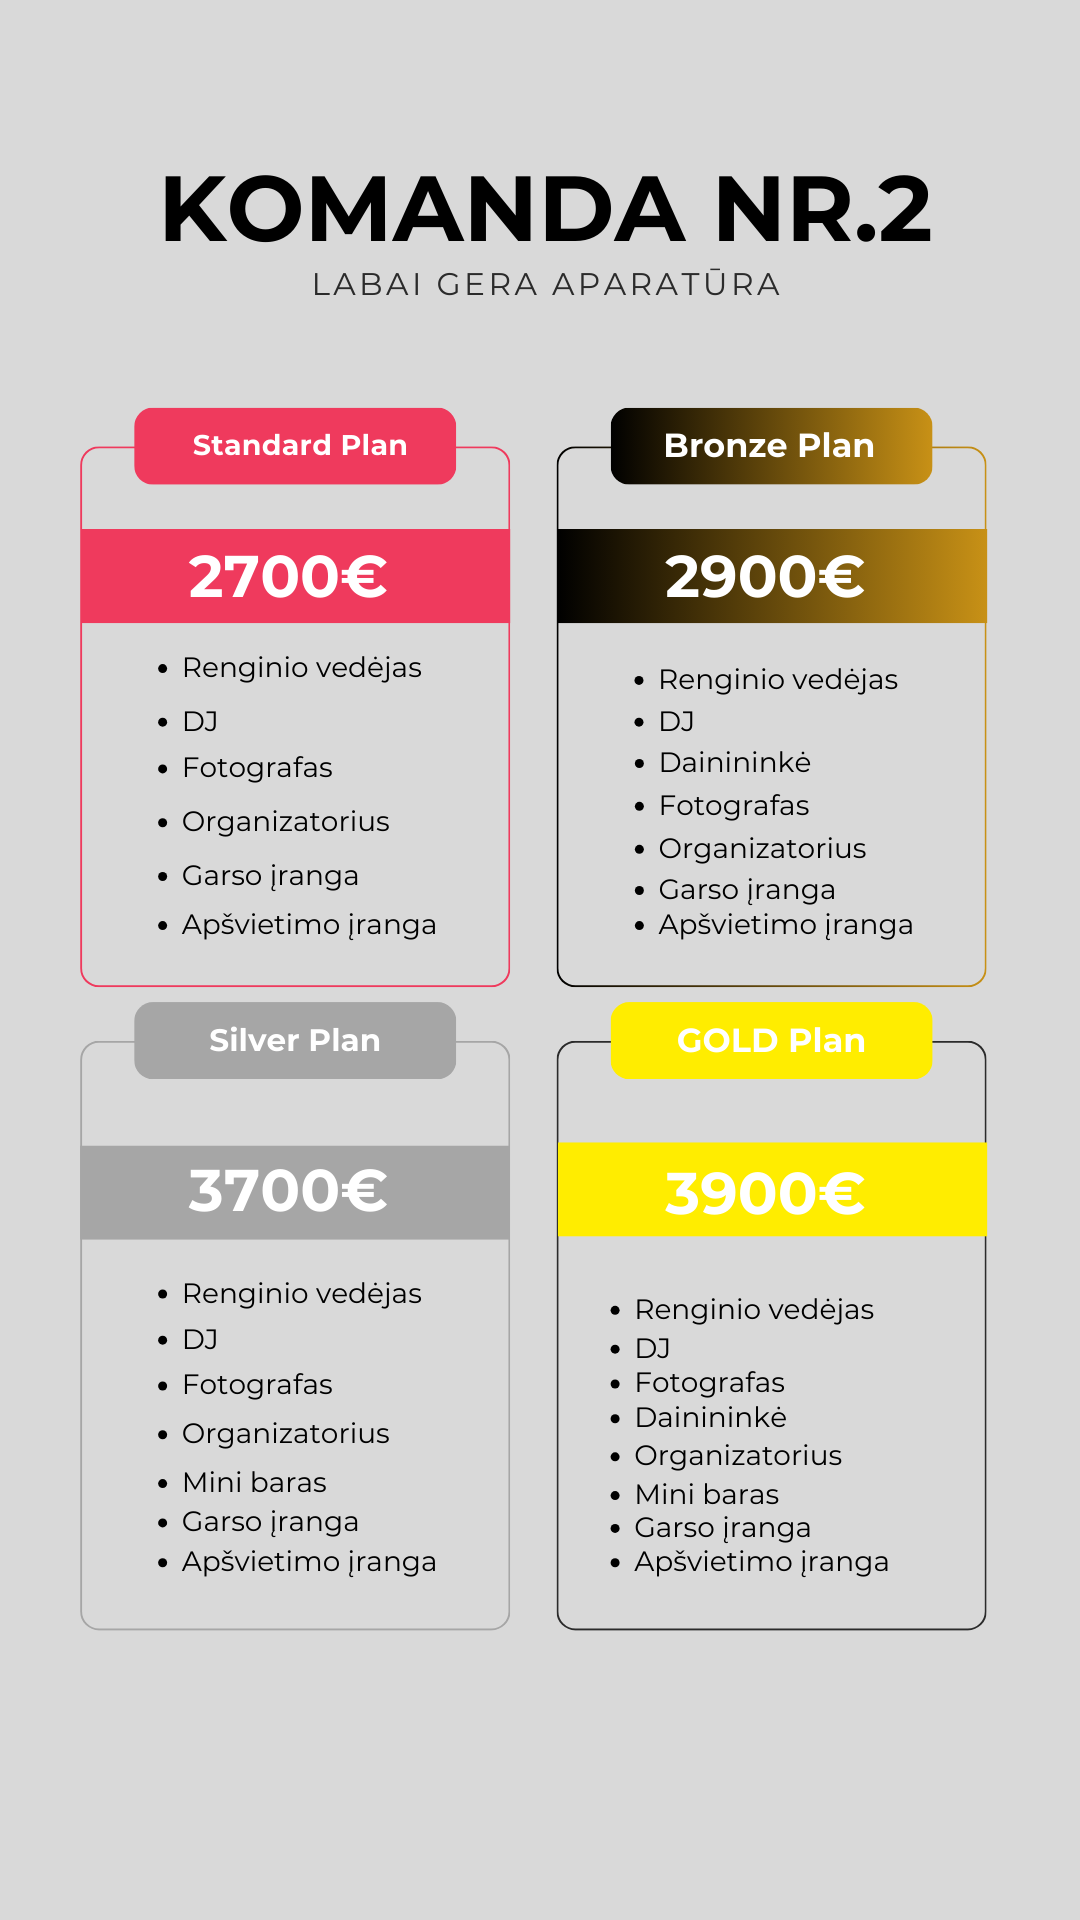 KOMANDA NR.2
LABAI GERA APARATŪRA
Standard Plan
2700€
• Renginio vedėjas
• DJ
• Fotografas
• Organizatorius
• Garso įranga
• Apšvietimo įranga
Bronze Plan
2900€
• Renginio vedėjas
• DJ
• Dainininkė
• Fotografas
• Organizatorius
• Garso įranga
• Apšvietimo įranga
Silver Plan
3700€
• Renginio vedėjas
• DJ
• Fotografas
• Organizatorius
• Mini baras
• Garso įranga
• Apšvietimo įranga
GOLD Plan
3900€
• Renginio vedėjas
• DJ
• Fotografas
• Dainininkė
• Organizatorius
• Mini baras
• Garso įranga
• Apšvietimo įranga